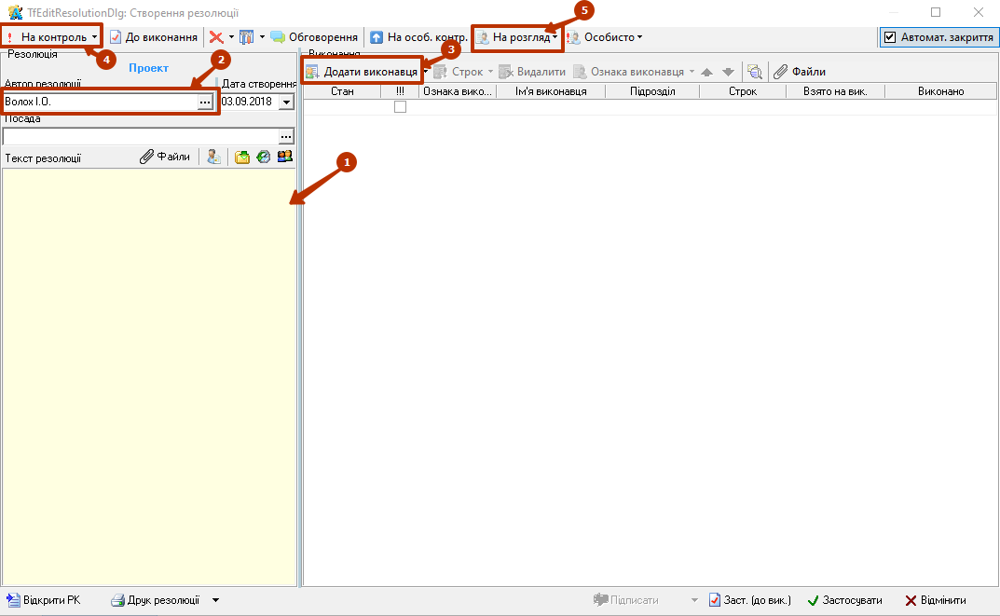 TfEditResolutionDlg: Створення резолюції
5
! На контроль До виконання Обговорення На особ. контр. На розгляд Особисто Автомат. закриття
4
3
Резолюція
Виконання
Проект
2
Додати виконавця Строк Видалити Ознака виконавця Файли
Автор резолюції Дата створення
Стан !!! Ознака вико... Ім'я виконавця Підрозділ Строк Взято на вик. Виконано
Волох І.О. ... 03.09.2018
Посада
...
Текст резолюції Файли
1
Відкрити РК Друк резолюції Підписати Заст. (до вик.) Застосувати Відмінити